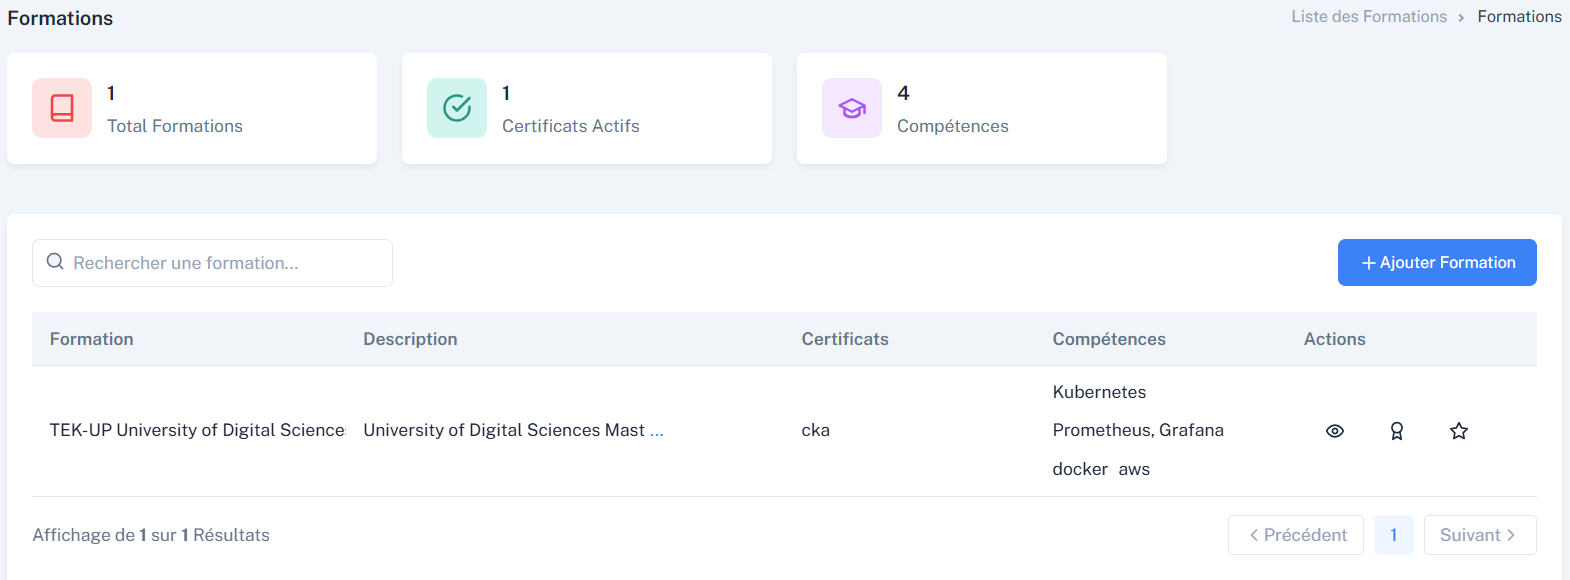 Formations
Liste des Formations > Formations
1
Total Formations
1
Certificats Actifs
4
Compétences
Rechercher une formation...
+ Ajouter Formation
Formation Description Certificats Compétences Actions
Kubernetes
TEK-UP University of Digital Science University of Digital Sciences Mast ... cka Prometheus, Grafana
docker aws
Affichage de 1 sur 1 Résultats
< Précédent 1 Suivant >